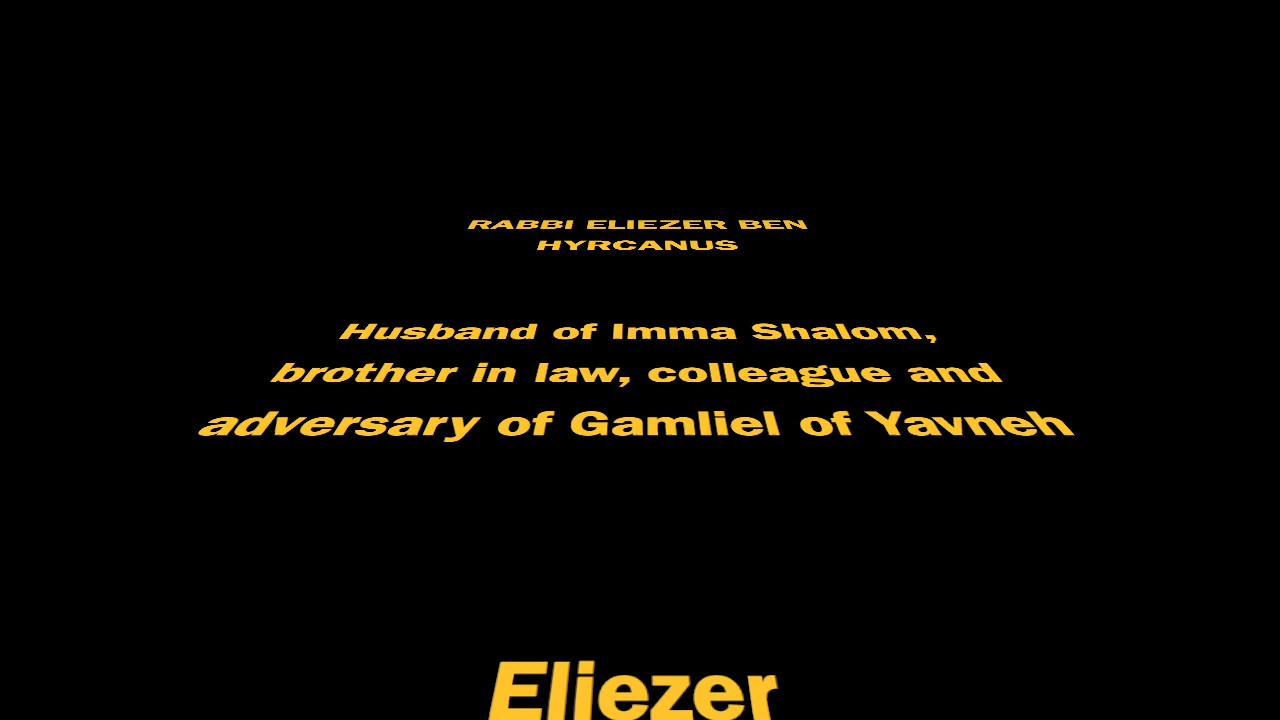 RABBI ELIEZER BEN
HYRCANUS
Husband of Imma Shalom,
brother in law, colleague and
adversary of Gamliel of Yavneh
Eliezer